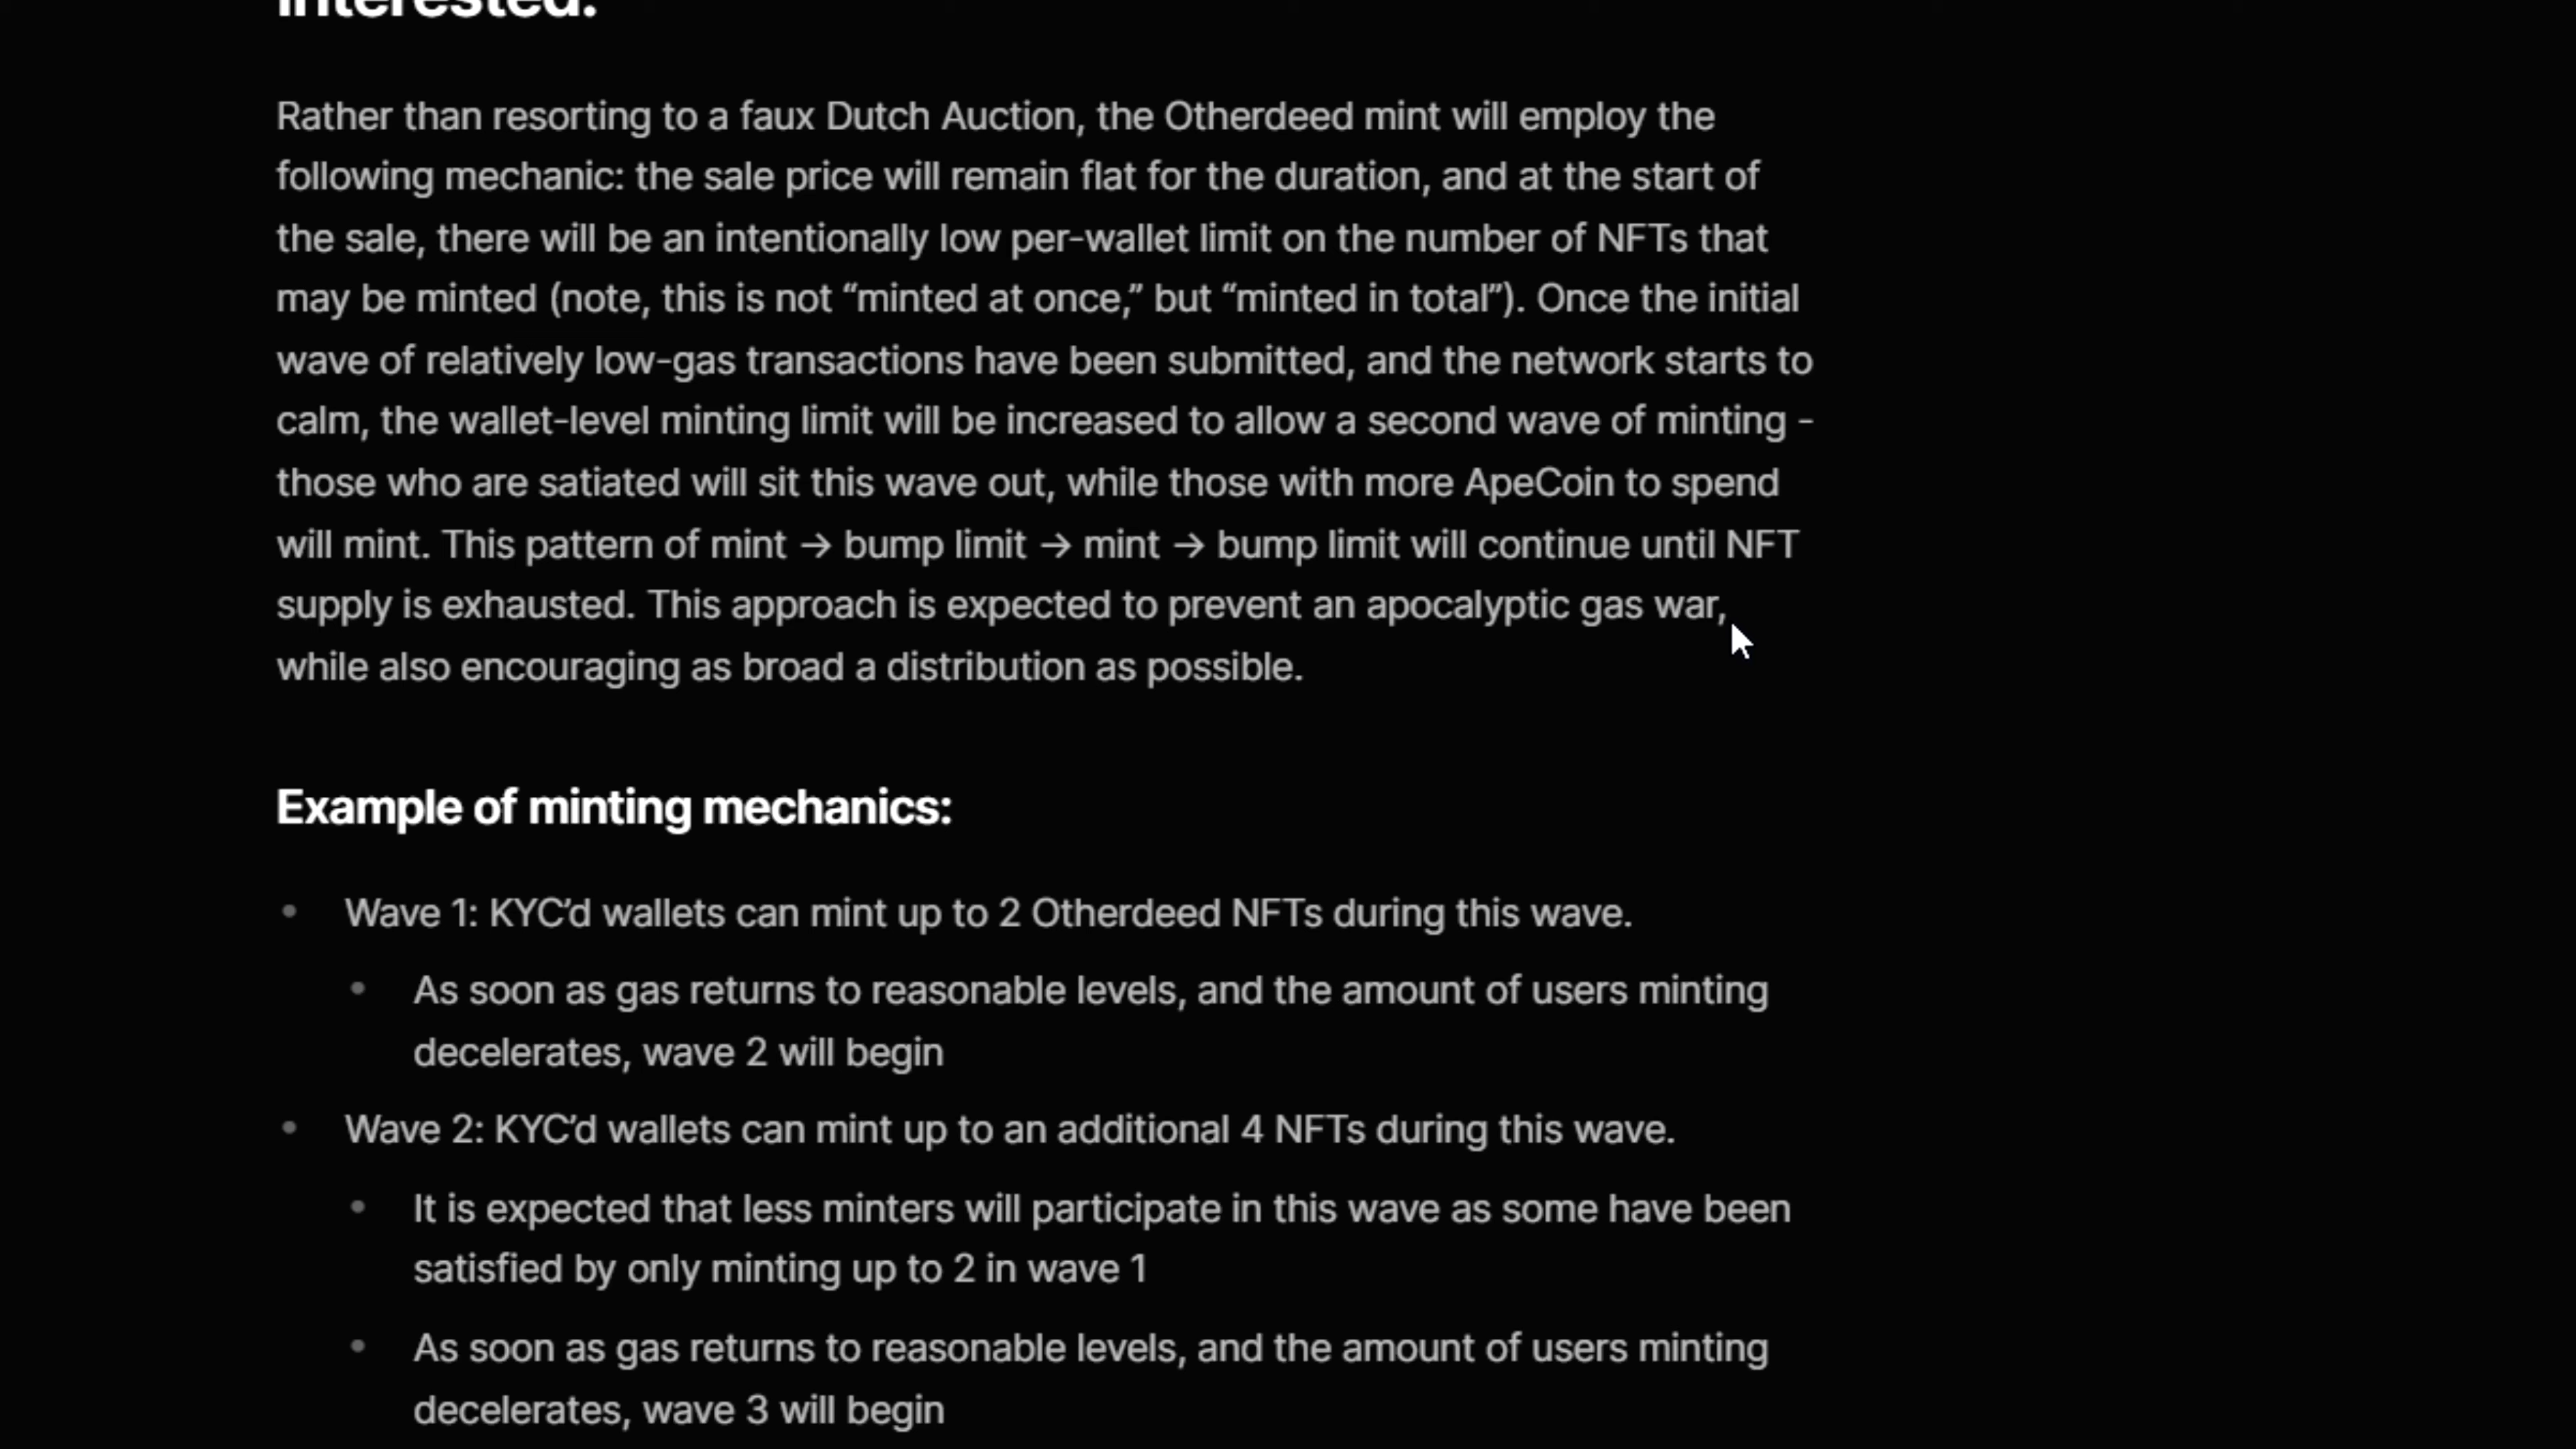 interested:
Rather than resorting to a faux Dutch Auction, the Otherdeed mint will employ the
following mechanic: the sale price will remain flat for the duration, and at the start of
the sale, there will be an intentionally low per-wallet limit on the number of NFTs that
may be minted (note, this is not “minted at once,” but “minted in total”). Once the initial
wave of relatively low-gas transactions have been submitted, and the network starts to
calm, the wallet-level minting limit will be increased to allow a second wave of minting -
those who are satiated will sit this wave out, while those with more ApeCoin to spend
will mint. This pattern of mint → bump limit → mint → bump limit will continue until NFT
supply is exhausted. This approach is expected to prevent an apocalyptic gas war,
while also encouraging as broad a distribution as possible.
Example of minting mechanics:
• Wave 1: KYC’d wallets can mint up to 2 Otherdeed NFTs during this wave.
• As soon as gas returns to reasonable levels, and the amount of users minting
decelerates, wave 2 will begin
• Wave 2: KYC’d wallets can mint up to an additional 4 NFTs during this wave.
• It is expected that less minters will participate in this wave as some have been
satisfied by only minting up to 2 in wave 1
• As soon as gas returns to reasonable levels, and the amount of users minting
decelerates, wave 3 will begin